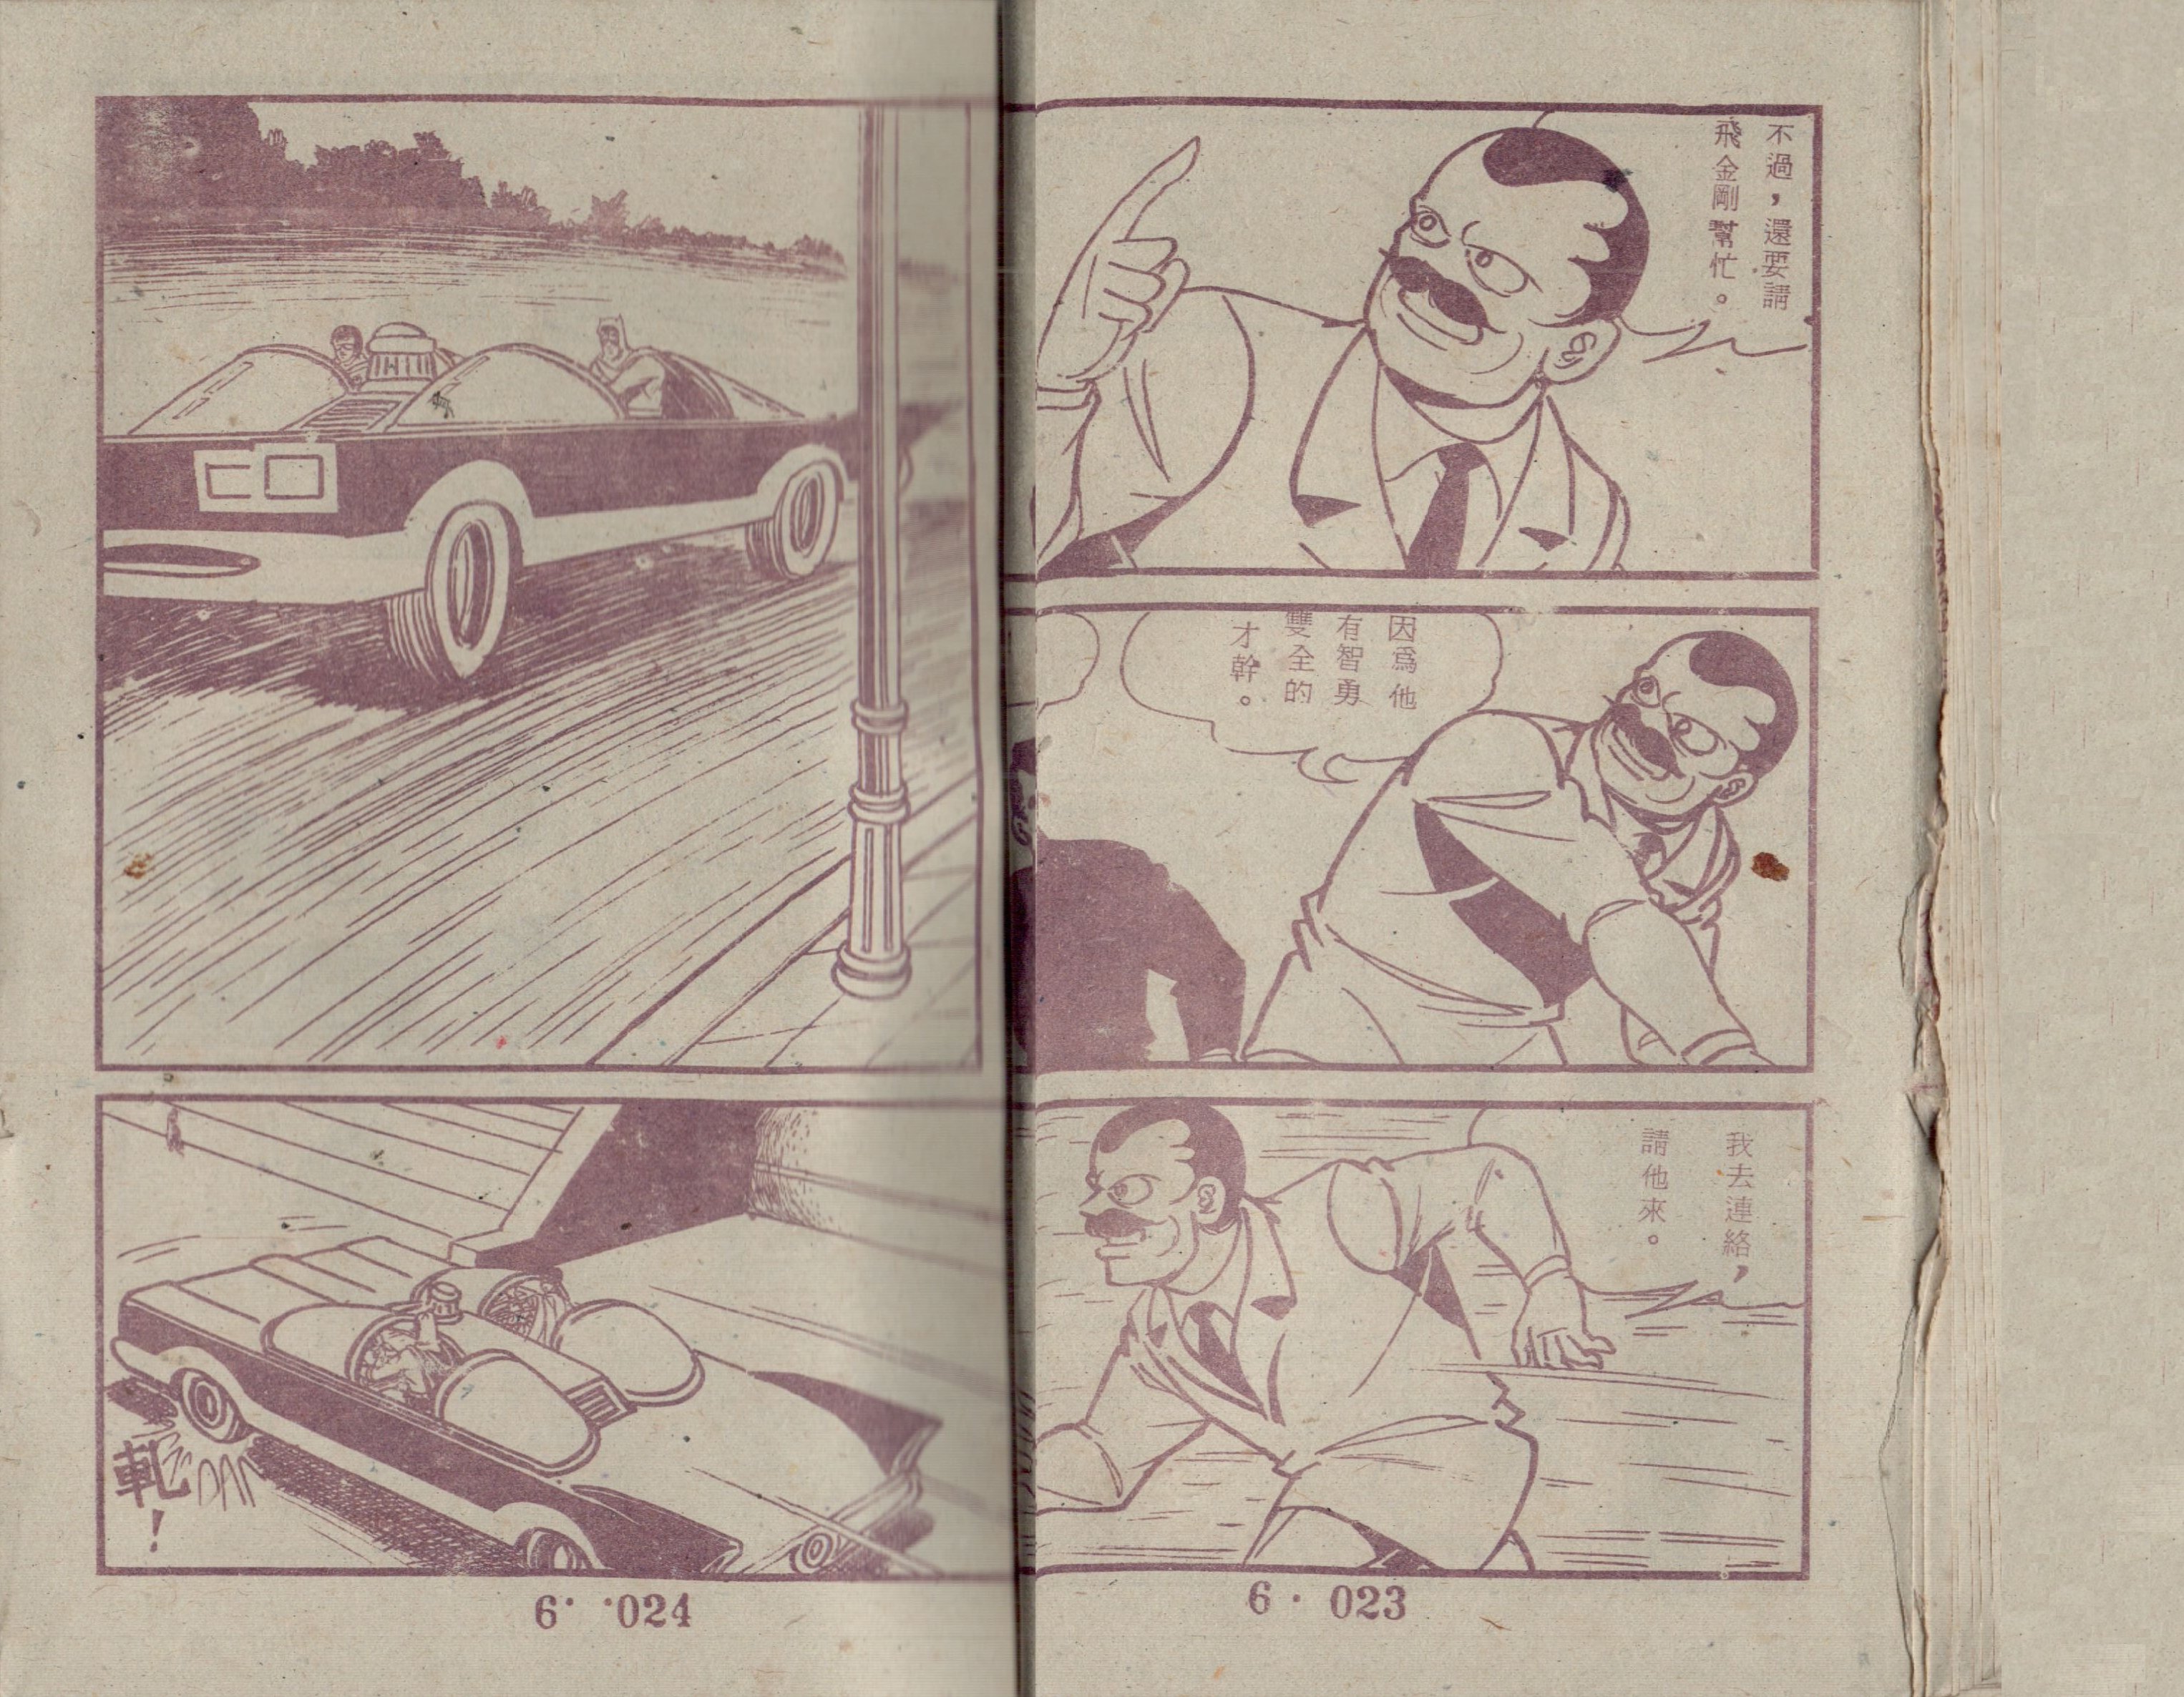 不過，還要請
飛金剛幫忙。
因爲他
有智勇
雙全的
才幹。
我去連絡，
請他來。
6·023
軋！
6··024